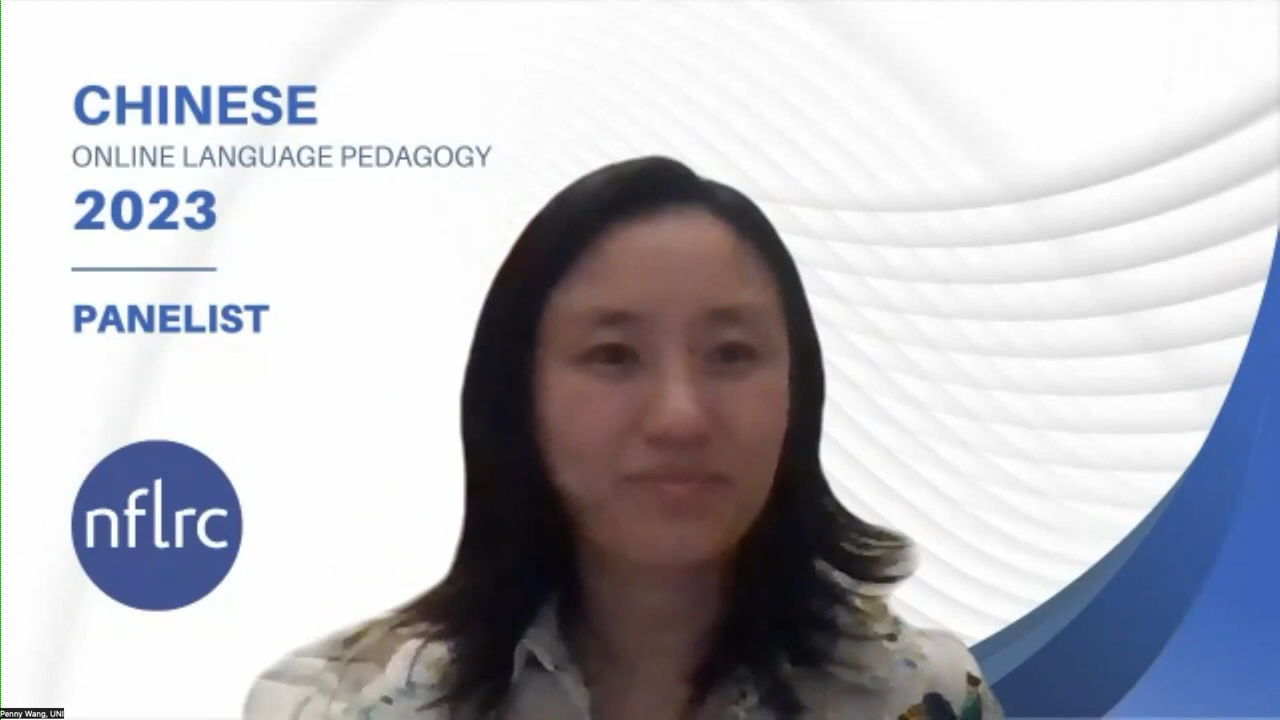 CHINESE
ONLINE LANGUAGE PEDAGOGY
2023
PANELIST
nflrc
Penny Wang, UNI